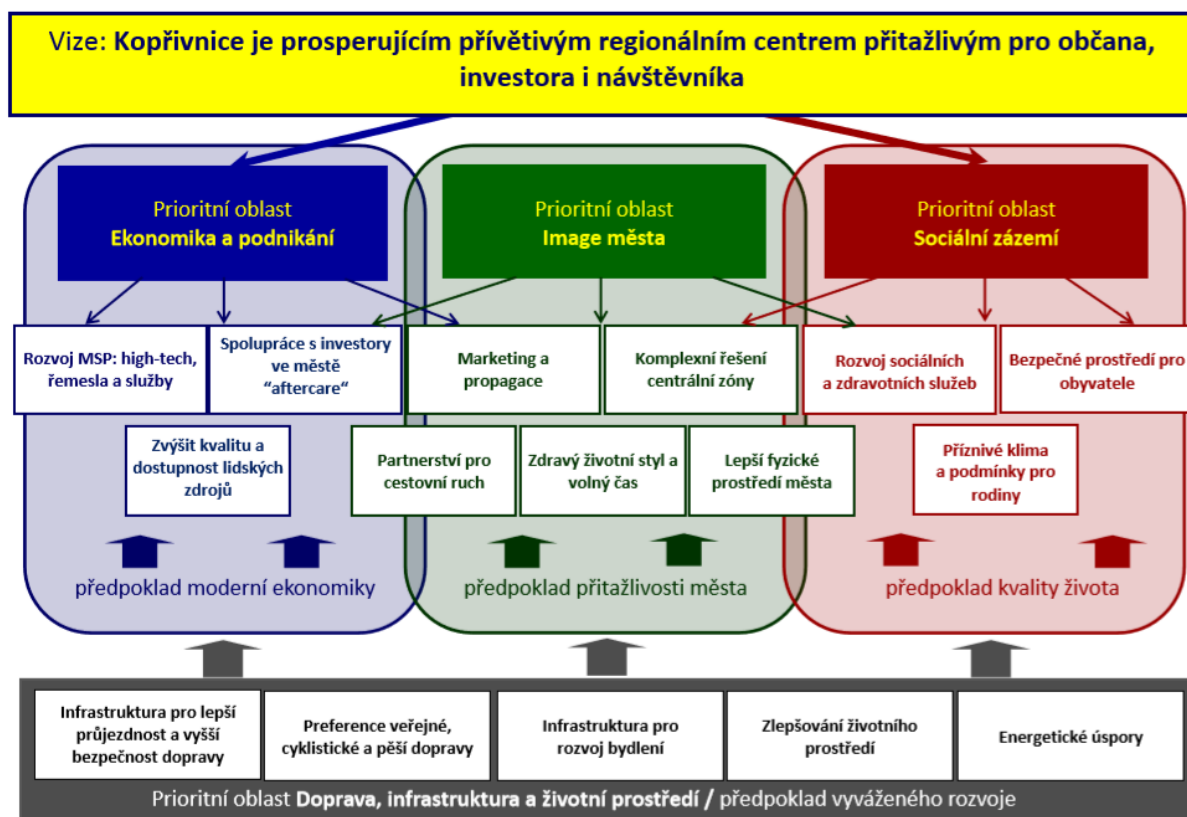 Vize: Kopřivnice je prosperujícím přívětivým regionálním centrem přitažlivým pro občana,
investora i návštěvníka
Prioritní oblast
Ekonomika a podnikání
Prioritní oblast
Image města
Prioritní oblast
Sociální zázemí
Rozvoj MSP: high-tech,
řemesla a služby
Spolupráce s investory
ve městě
“aftercare“
Marketing a
propagace
Komplexní řešení
centrální zóny
Rozvoj sociálních
a zdravotních služeb
Bezpečné prostředí pro
obyvatele
Zvýšit kvalitu a
dostupnost lidských
zdrojů
Partnerství pro
cestovní ruch
Zdravý životní styl a
volný čas
Lepší fyzické
prostředí města
Příznivé klima
a podmínky pro
rodiny
předpoklad moderní ekonomiky
předpoklad přitažlivosti města
předpoklad kvality života
Infrastruktura pro lepší
průjezdnost a vyšší
bezpečnost dopravy
Preference veřejné,
cyklistické a pěší dopravy
Infrastruktura pro
rozvoj bydlení
Zlepšování životního
prostředí
Energetické úspory
Prioritní oblast Doprava, infrastruktura a životní prostředí / předpoklad vyváženého rozvoje